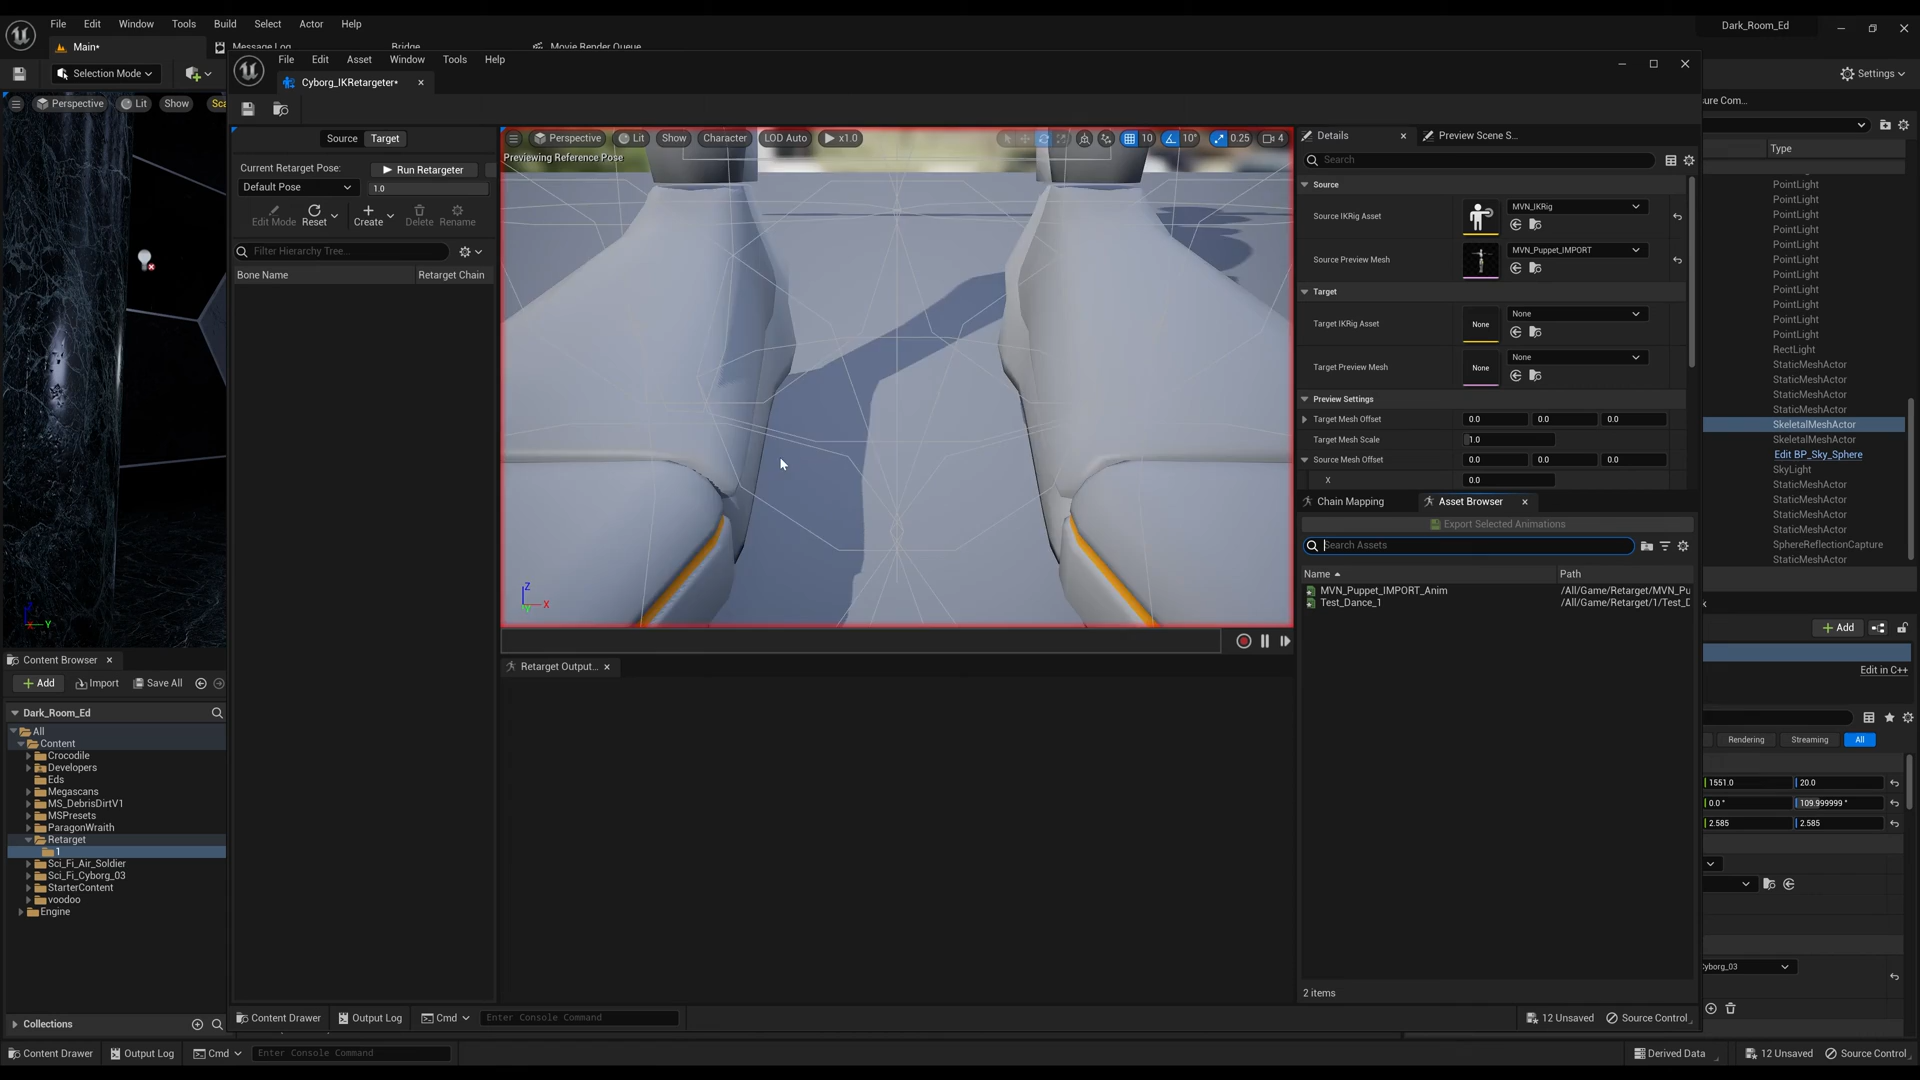 File Edit Window Tools Build Select Actor Help
Dark_Room_Ed
Main*
Message Log
Bridge
Movie Render Queue
Selection Mode
Settings
File Edit Asset Window Tools Help
Cyborg_IKRetargeter*
Perspective Lit Show
Source Target
Current Retarget Pose:
Run Retargeter
Default Pose
1.0
Edit Mode Reset Create Delete Rename
Filter Hierarchy Tree...
Bone Name Retarget Chain
Perspective Lit Show Character LOD Auto x1.0 10 10° 0.25 4
Previewing Reference Pose
Z
X
Details
Preview Scene S...
Search
Source
Source IKRig Asset
MVN_IKRig
Source Preview Mesh
MVN_Puppet_IMPORT
Target
Target IKRig Asset
None
None
Target Preview Mesh
None
None
Preview Settings
Target Mesh Offset 0.0 0.0 0.0
Target Mesh Scale 1.0
Source Mesh Offset 0.0 0.0 0.0
X 0.0
Chain Mapping
Asset Browser
Export Selected Animations
Search Assets
Name Path
MVN_Puppet_IMPORT_Anim /All/Game/Retarget/MVN_Pu
Test_Dance_1 /All/Game/Retarget/1/Test_D
2 items
Retarget Output...
Content Drawer Output Log Cmd Enter Console Command
12 Unsaved Source Control
ure Com...
Type
PointLight
PointLight
PointLight
PointLight
PointLight
PointLight
PointLight
PointLight
PointLight
PointLight
PointLight
RectLight
StaticMeshActor
StaticMeshActor
StaticMeshActor
StaticMeshActor
SkeletalMeshActor
SkeletalMeshActor
Edit BP_Sky_Sphere
SkyLight
StaticMeshActor
StaticMeshActor
StaticMeshActor
StaticMeshActor
SphereReflectionCapture
StaticMeshActor
Add
Edit in C++
Rendering Streaming All
1551.0 20.0
0.0 ° 109.999999 °
2.585 2.585
Cyborg_03
Y
Content Browser
Add Import Save All
Dark_Room_Ed
All
Content
Crocodile
Developers
Eds
Megascans
MS_DebrisDirtV1
MSPresets
ParagonWraith
Retarget
1
Sci_Fi_Air_Soldier
Sci_Fi_Cyborg_03
StarterContent
voodoo
Engine
Collections
Content Drawer Output Log Cmd Enter Console Command
Derived Data 12 Unsaved Source Control